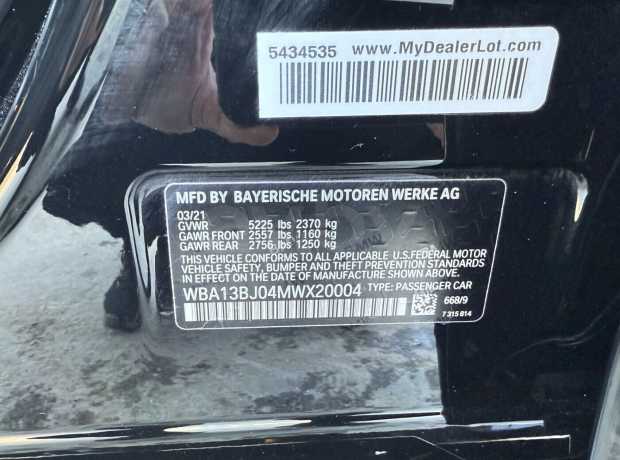 5434535 www.MyDealerLot.com
MFD BY BAYERISCHE MOTOREN WERKE AG
03/21
GVWR 5225 lbs 2370 kg
GAWR FRONT 2557 lbs 1160 kg
GAWR REAR 2756 lbs 1250 kg
THIS VEHICLE CONFORMS TO ALL APPLICABLE U.S.FEDERAL MOTOR
VEHICLE SAFETY, BUMPER AND THEFT PREVENTION STANDARDS
IN EFFECT ON THE DATE OF MANUFACTURE SHOWN ABOVE.
WBA13BJ04MWX20004 TYPE: PASSENGER CAR
668/9
7 315 814